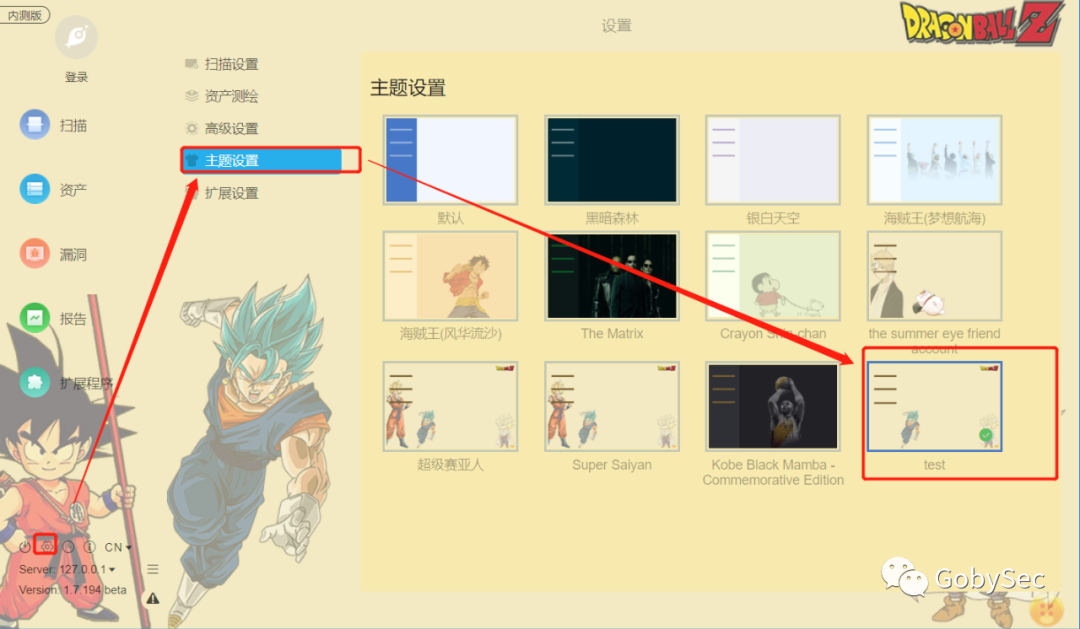 内测版
登录
扫描
资产
漏洞
报告
扩展程序
CN
Server: 127.0.0.1
Version: 1.7.194 beta
设置
DRAGON BALL Z
扫描设置
资产测绘
高级设置
主题设置
扩展设置
主题设置
默认
黑暗森林
银白天空
海贼王(梦想航海)
海贼王(风华流沙)
The Matrix
Crayon Shin-chan
the summer eye friend
account
超级赛亚人
Super Saiyan
Kobe Black Mamba -
Commemorative Edition
test
GobySec